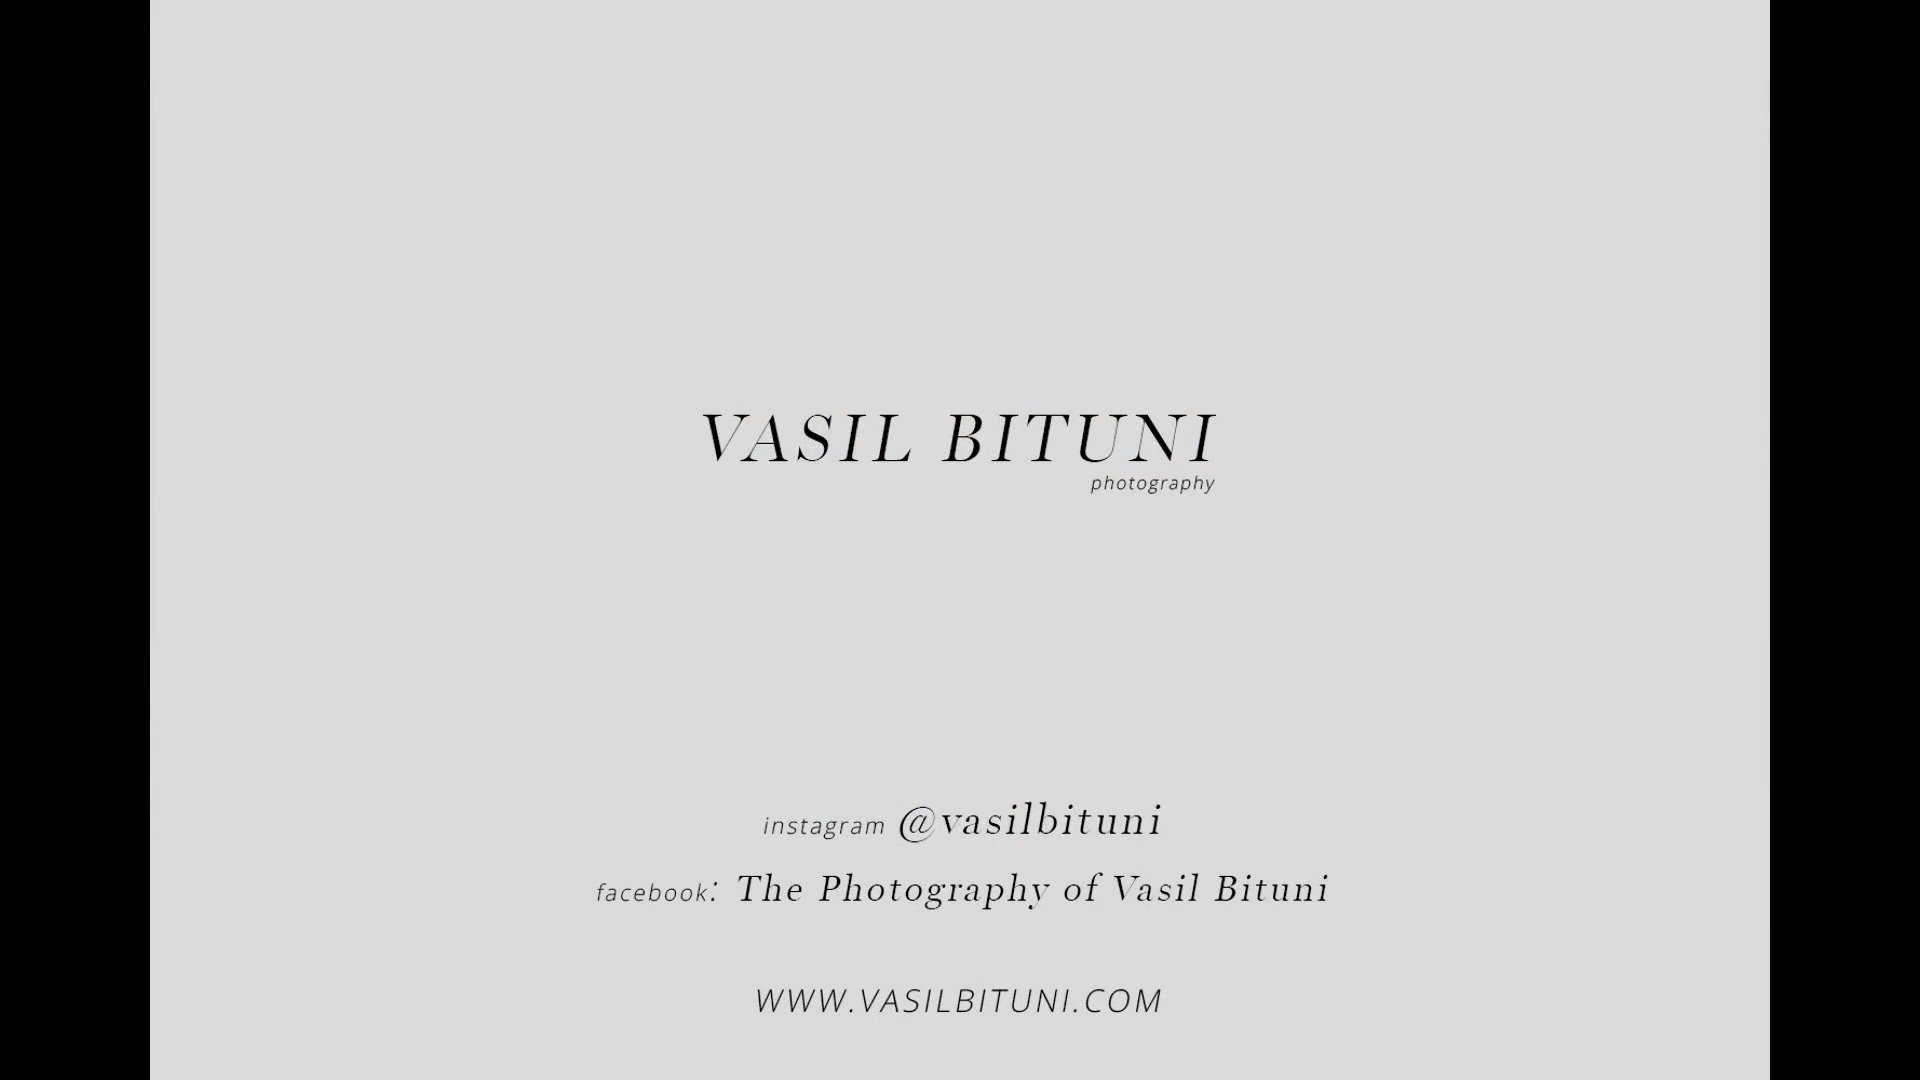 VASIL BITUNI
photography
instagram @vasilbituni
facebook: The Photography of Vasil Bituni
WWW.VASILBITUNI.COM